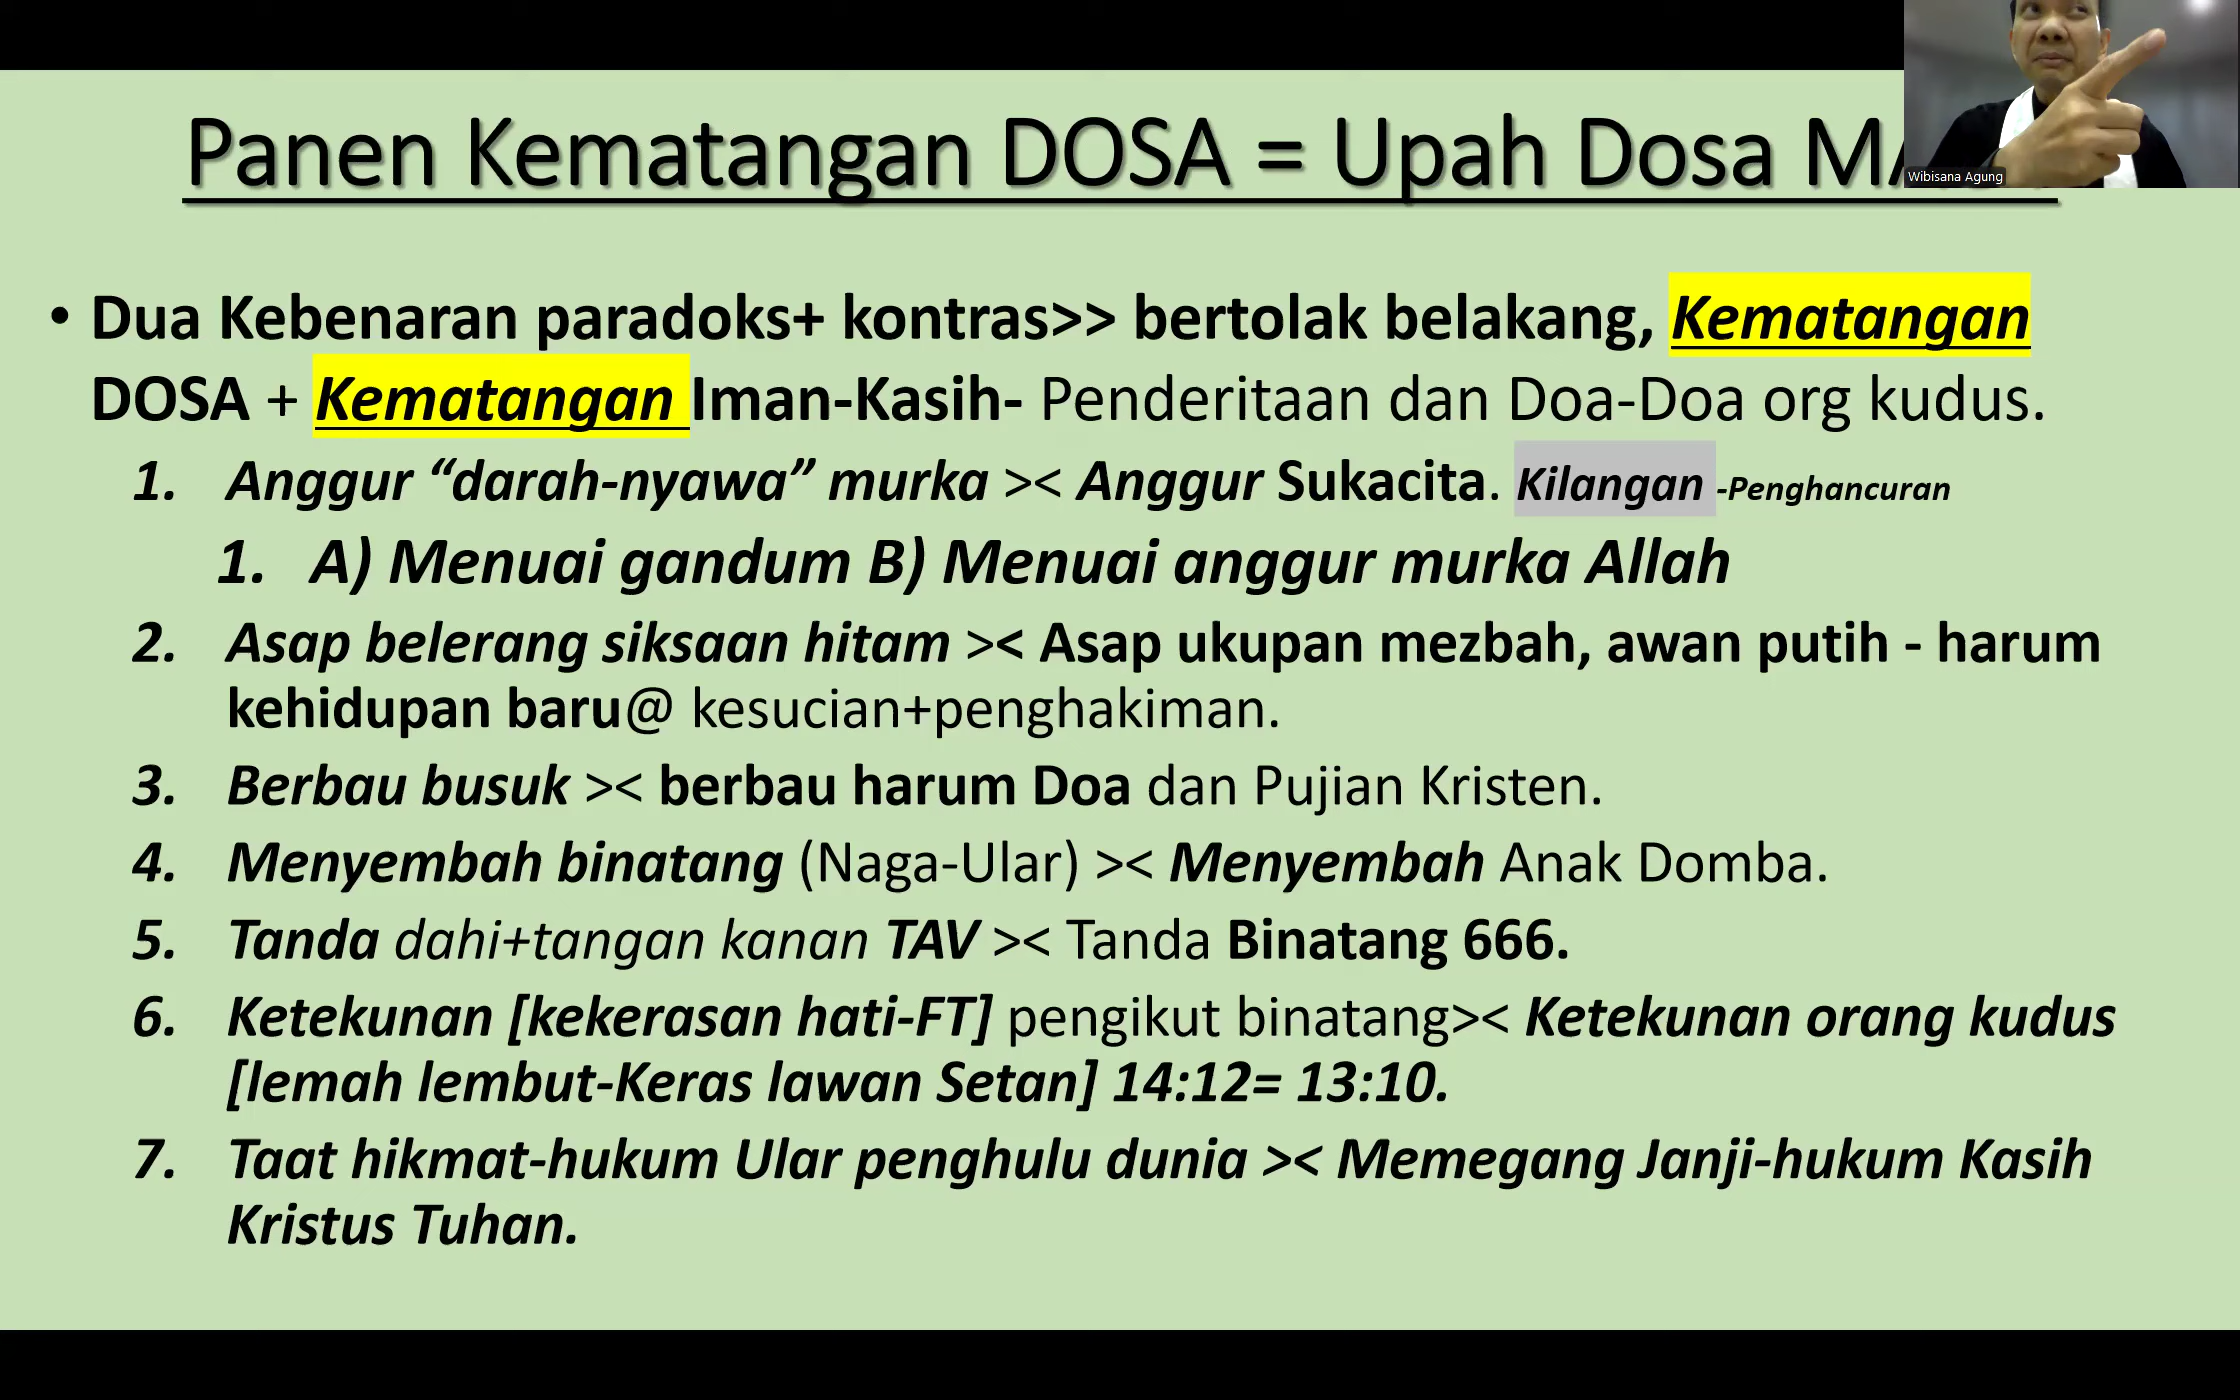 Panen Kematangan DOSA = Upah Dosa
Wibisana Agung
• Dua Kebenaran paradoks+ kontras>> bertolak belakang, Kematangan
DOSA + Kematangan Iman-Kasih- Penderitaan dan Doa-Doa org kudus.
1. Anggur “darah-nyawa” murka >< Anggur Sukacita. Kilangan -Penghancuran
1. A) Menuai gandum B) Menuai anggur murka Allah
2. Asap belerang siksaan hitam >< Asap ukupan mezbah, awan putih - harum
kehidupan baru@ kesucian+penghakiman.
3. Berbau busuk >< berbau harum Doa dan Pujian Kristen.
4. Menyembah binatang (Naga-Ular) >< Menyembah Anak Domba.
5. Tanda dahi+tangan kanan TAV >< Tanda Binatang 666.
6. Ketekunan [kekerasan hati-FT] pengikut binatang>< Ketekunan orang kudus
[lemah lembut-Keras lawan Setan] 14:12= 13:10.
7. Taat hikmat-hukum Ular penghulu dunia >< Memegang Janji-hukum Kasih
Kristus Tuhan.